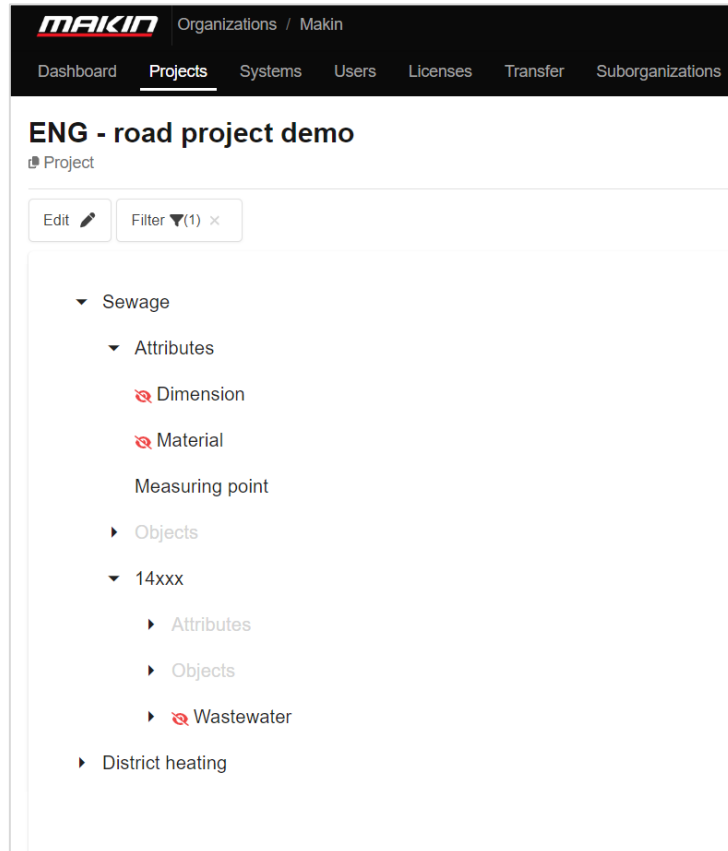 MAKIN Organizations / Makin
Dashboard Projects Systems Users Licenses Transfer Suborganizations
ENG - road project demo
Project
Edit Filter (1) ×
Sewage
Attributes
Dimension
Material
Measuring point
Objects
14xxx
Attributes
Objects
Wastewater
District heating